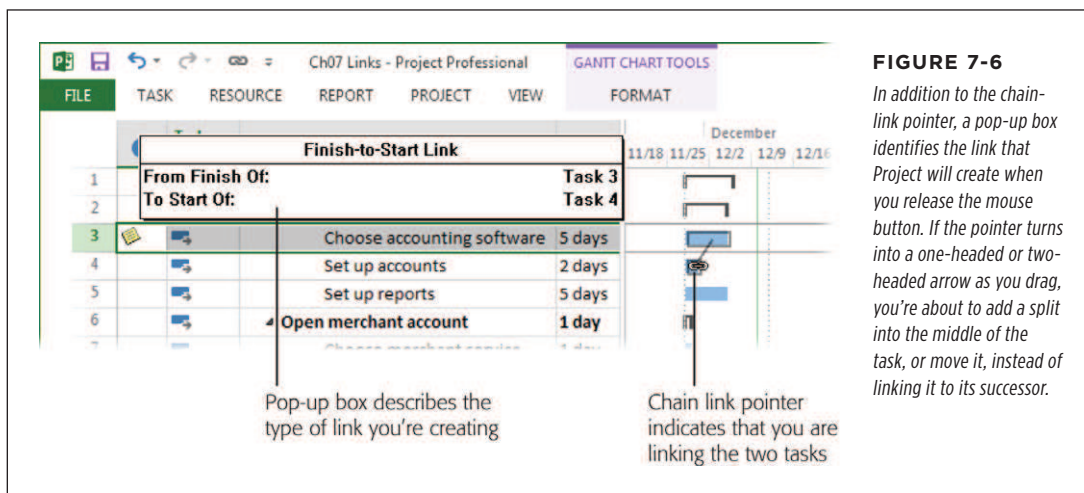 Ch07 Links - Project Professional
GANTT CHART TOOLS
FILE TASK RESOURCE REPORT PROJECT VIEW FORMAT
Finish-to-Start Link
From Finish Of: Task 3
To Start Of: Task 4
December
11/18 11/25 12/2 12/9 12/16
1
2
3 Choose accounting software 5 days
4 Set up accounts 2 days
5 Set up reports 5 days
6 Open merchant account 1 day
Pop-up box describes the
type of link you're creating
Chain link pointer
indicates that you are
linking the two tasks
FIGURE 7-6
In addition to the chain-
link pointer, a pop-up box
identifies the link that
Project will create when
you release the mouse
button. If the pointer turns
into a one-headed or two-
headed arrow as you drag,
you're about to add a split
into the middle of the
task, or move it, instead of
linking it to its successor.